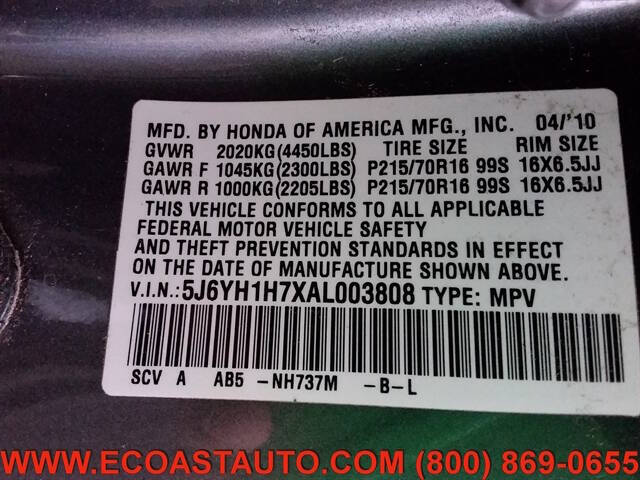 MFD. BY HONDA OF AMERICA MFG., INC. 04/'10
GVWR 2020KG(4450LBS) TIRE SIZE RIM SIZE
GAWR F 1045KG(2300LBS) P215/70R16 99S 16X6.5JJ
GAWR R 1000KG(2205LBS) P215/70R16 99S 16X6.5JJ
THIS VEHICLE CONFORMS TO ALL APPLICABLE
FEDERAL MOTOR VEHICLE SAFETY
AND THEFT PREVENTION STANDARDS IN EFFECT
ON THE DATE OF MANUFACTURE SHOWN ABOVE.
V.I.N.:5J6YH1H7XAL003808 TYPE: MPV
SCV A AB5 -NH737M -B-L
WWW.ECOASTAUTO.COM (800) 869-0655